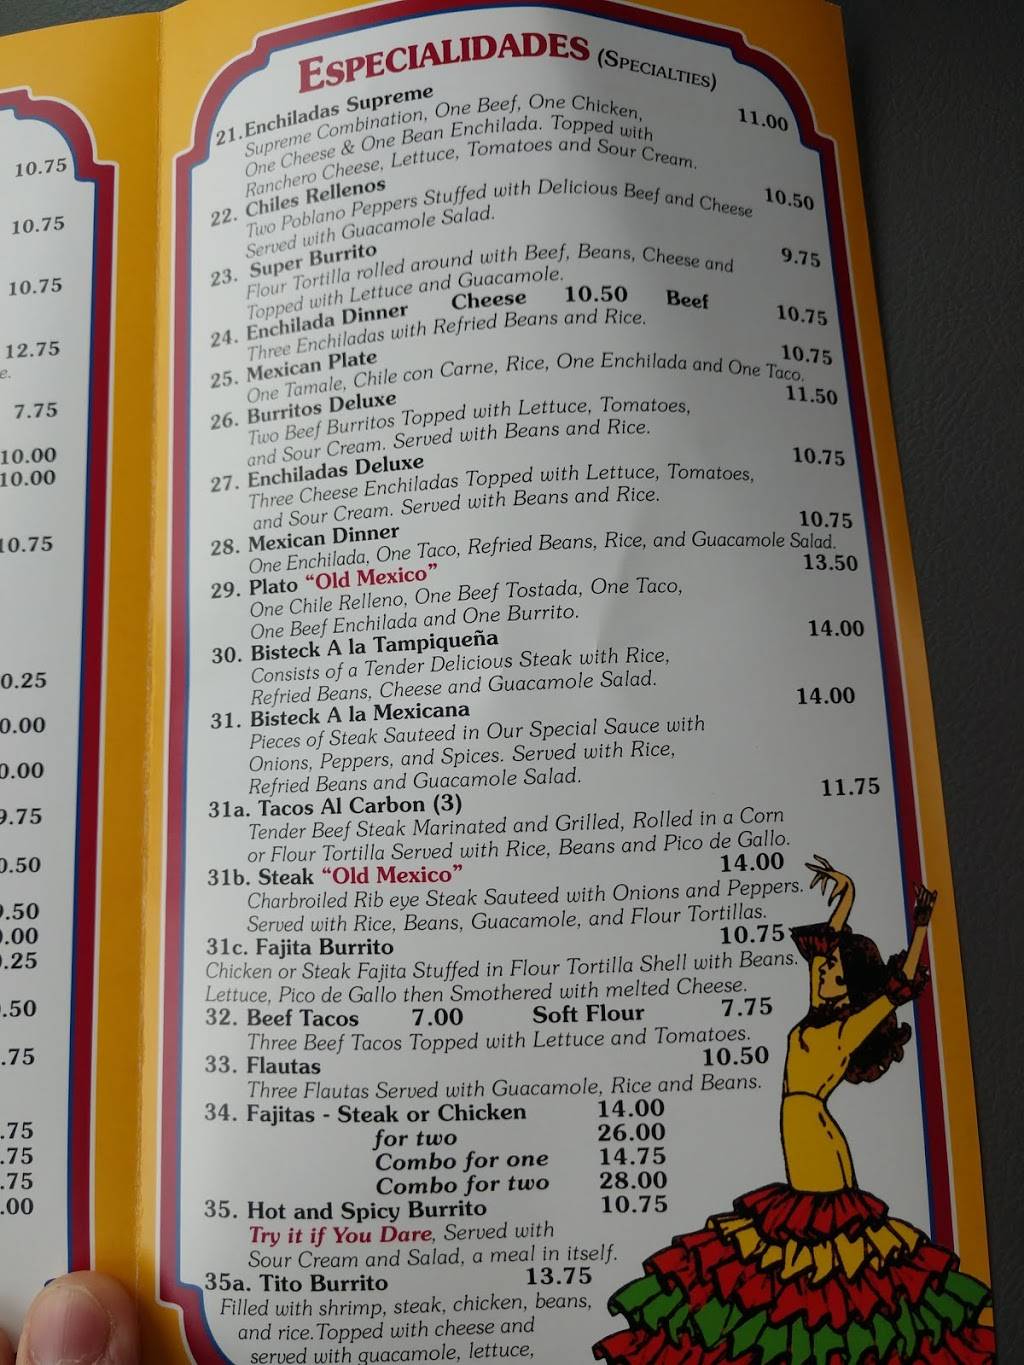 10.75
10.75
10.75
12.75
e.
7.75
10.00
10.00
10.75
0.25
0.00
0.00
9.75
0.50
9.50
0.00
.25
.50
.75
.75
.75
.75
.00
ESPECIALIDADES (SPECIALTIES)
21. Enchiladas Supreme 11.00
Supreme Combination, One Beef, One Chicken,
One Cheese & One Bean Enchilada. Topped with
Ranchero Cheese, Lettuce, Tomatoes and Sour Cream.
22. Chiles Rellenos 10.50
Two Poblano Peppers Stuffed with Delicious Beef and Cheese
Served with Guacamole Salad.
23. Super Burrito 9.75
Flour Tortilla rolled around with Beef, Beans, Cheese and
Topped with Lettuce and Guacamole.
24. Enchilada Dinner Cheese 10.50 Beef 10.75
Three Enchiladas with Refried Beans and Rice.
25. Mexican Plate 10.75
One Tamale, Chile con Carne, Rice, One Enchilada and One Taco.
26. Burritos Deluxe 11.50
Two Beef Burritos Topped with Lettuce, Tomatoes,
and Sour Cream. Served with Beans and Rice.
27. Enchiladas Deluxe 10.75
Three Cheese Enchiladas Topped with Lettuce, Tomatoes,
and Sour Cream. Served with Beans and Rice.
28. Mexican Dinner 10.75
One Enchilada, One Taco, Refried Beans, Rice, and Guacamole Salad.
29. Plato "Old Mexico" 13.50
One Chile Relleno, One Beef Tostada, One Taco,
One Beef Enchilada and One Burrito.
30. Bisteck A la Tampiqueña 14.00
Consists of a Tender Delicious Steak with Rice,
Refried Beans, Cheese and Guacamole Salad.
31. Bisteck A la Mexicana 14.00
Pieces of Steak Sauteed in Our Special Sauce with
Onions, Peppers, and Spices. Served with Rice,
Refried Beans and Guacamole Salad.
31a. Tacos Al Carbon (3) 11.75
Tender Beef Steak Marinated and Grilled, Rolled in a Corn
or Flour Tortilla Served with Rice, Beans and Pico de Gallo.
31b. Steak "Old Mexico" 14.00
Charbroiled Rib eye Steak Sauteed with Onions and Peppers.
Served with Rice, Beans, Guacamole, and Flour Tortillas.
31c. Fajita Burrito 10.75
Chicken or Steak Fajita Stuffed in Flour Tortilla Shell with Beans.
Lettuce, Pico de Gallo then Smothered with melted Cheese.
32. Beef Tacos 7.00 Soft Flour 7.75
Three Beef Tacos Topped with Lettuce and Tomatoes.
33. Flautas 10.50
Three Flautas Served with Guacamole, Rice and Beans.
34. Fajitas - Steak or Chicken 14.00
for two 26.00
Combo for one 14.75
Combo for two 28.00
35. Hot and Spicy Burrito 10.75
Try it if You Dare, Served with
Sour Cream and Salad, a meal in itself.
35a. Tito Burrito 13.75
Filled with shrimp, steak, chicken, beans,
and rice. Topped with cheese and
served with guacamole, lettuce,